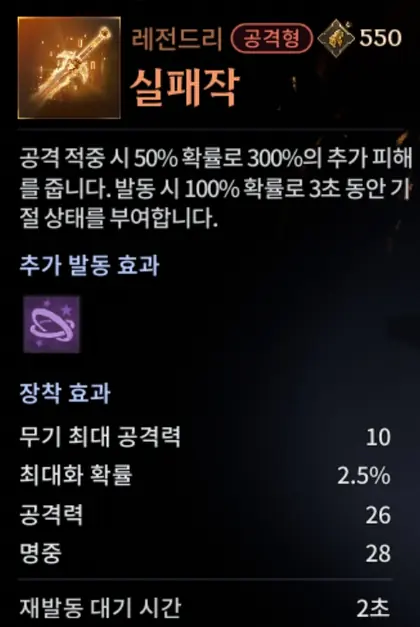 레전드리 공격형 550
실패작
공격 적중 시 50% 확률로 300%의 추가 피해
를 줍니다. 발동 시 100% 확률로 3초 동안 기
절 상태를 부여합니다.
추가 발동 효과
장착 효과
무기 최대 공격력 10
최대화 확률 2.5%
공격력 26
명중 28
재발동 대기 시간 2초